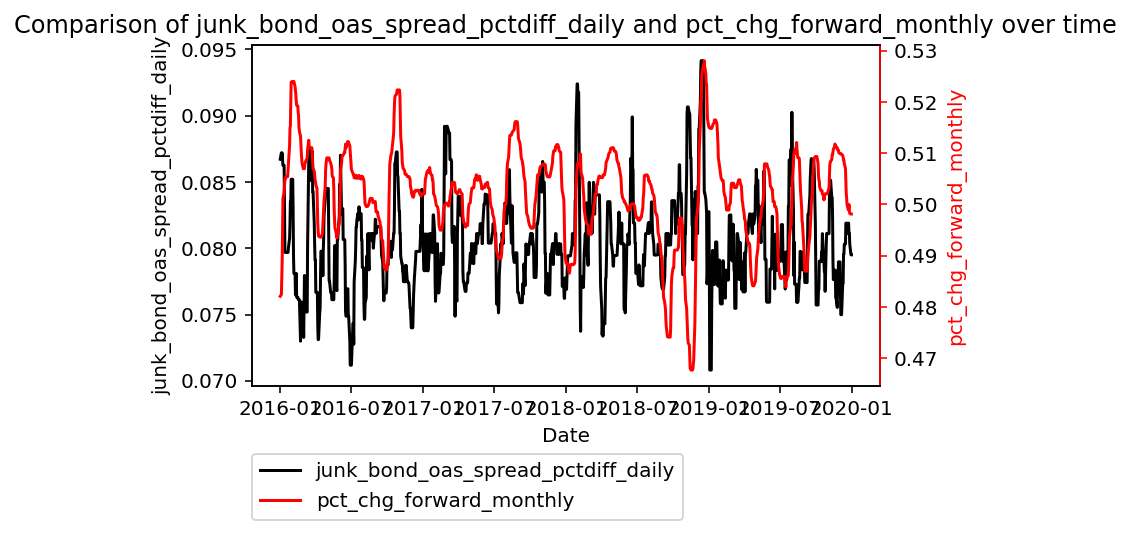 Comparison of junk_bond_oas_spread_pctdiff_daily and pct_chg_forward_monthly over time
junk_bond_oas_spread_pctdiff_daily
0.095
0.090
0.085
0.080
0.075
0.070
0.53
0.52
0.51
0.50
0.49
0.48
0.47
pct_chg_forward_monthly
2016-01 2016-07 2017-01 2017-07 2018-01 2018-07 2019-01 2019-07 2020-01
Date
junk_bond_oas_spread_pctdiff_daily
pct_chg_forward_monthly